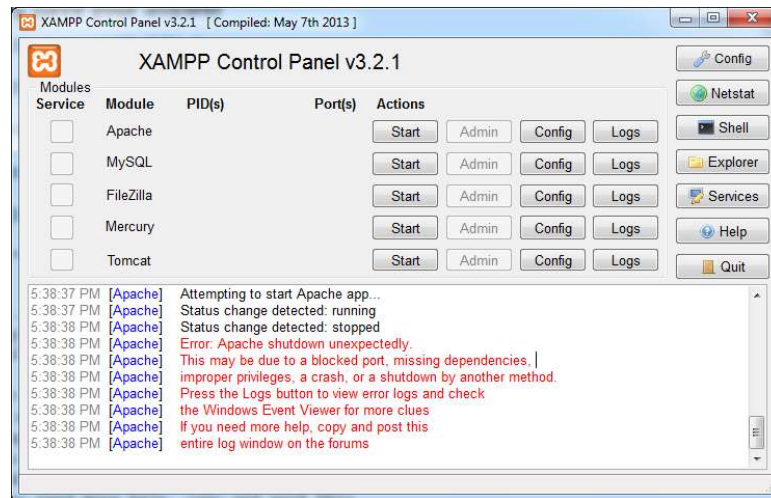 XAMPP Control Panel v3.2.1 [ Compiled: May 7th 2013 ]
XAMPP Control Panel v3.2.1
Config
Netstat
Shell
Explorer
Services
Help
Quit
Modules
Service Module PID(s) Port(s) Actions
Apache Start Admin Config Logs
MySQL Start Admin Config Logs
FileZilla Start Admin Config Logs
Mercury Start Admin Config Logs
Tomcat Start Admin Config Logs
5:38:37 PM [Apache] Attempting to start Apache app...
5:38:37 PM [Apache] Status change detected: running
5:38:38 PM [Apache] Status change detected: stopped
5:38:38 PM [Apache] Error: Apache shutdown unexpectedly.
5:38:38 PM [Apache] This may be due to a blocked port, missing dependencies,
5:38:38 PM [Apache] improper privileges, a crash, or a shutdown by another method.
5:38:38 PM [Apache] Press the Logs button to view error logs and check
5:38:38 PM [Apache] the Windows Event Viewer for more clues
5:38:38 PM [Apache] If you need more help, copy and post this
5:38:38 PM [Apache] entire log window on the forums